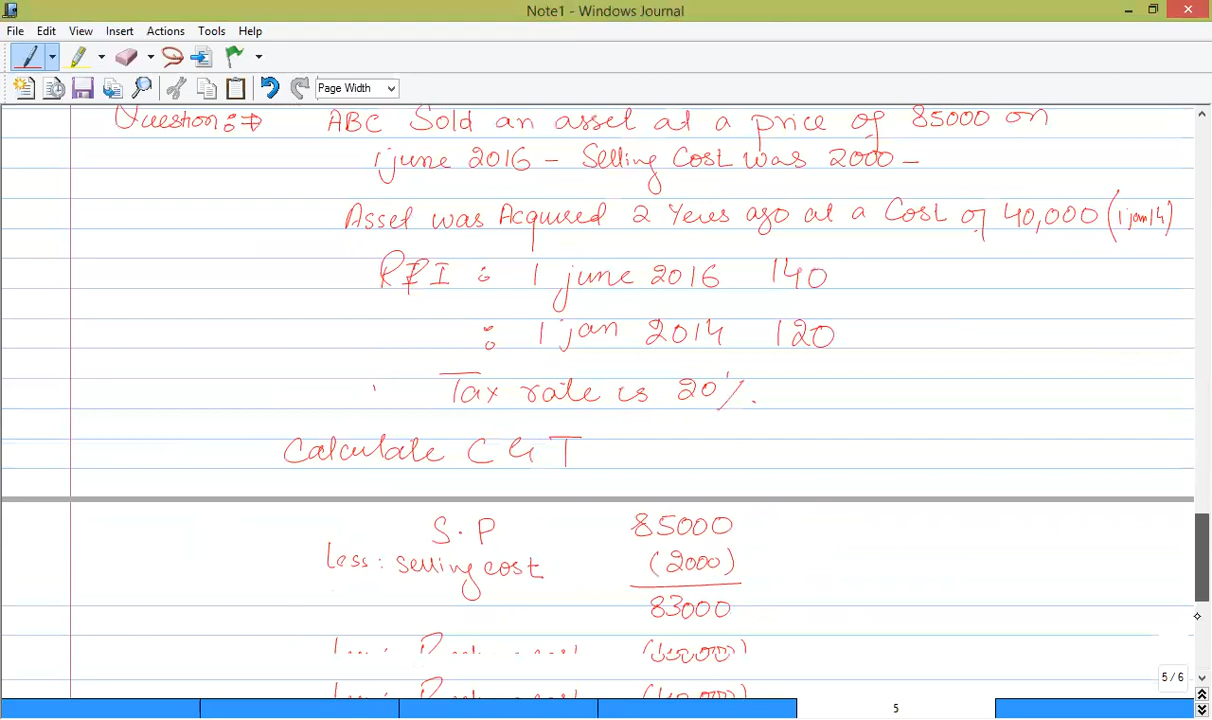 Note1 - Windows Journal
File Edit View Insert Actions Tools Help
Page Width
Question:⇒ ABC Sold an asset at a price of 85000 on
1 june 2016 - Selling Cost was 2000 -
Asset was Acquired 2 Yeres ago at a Cost of 40,000 (1 jan 14)
RPI : 1 june 2016 140
: 1 jan 2014 120
Tax rate is 20%.
Calculate CGT
S.P 85000
less: selling cost (2000)
83000
5 / 6
5